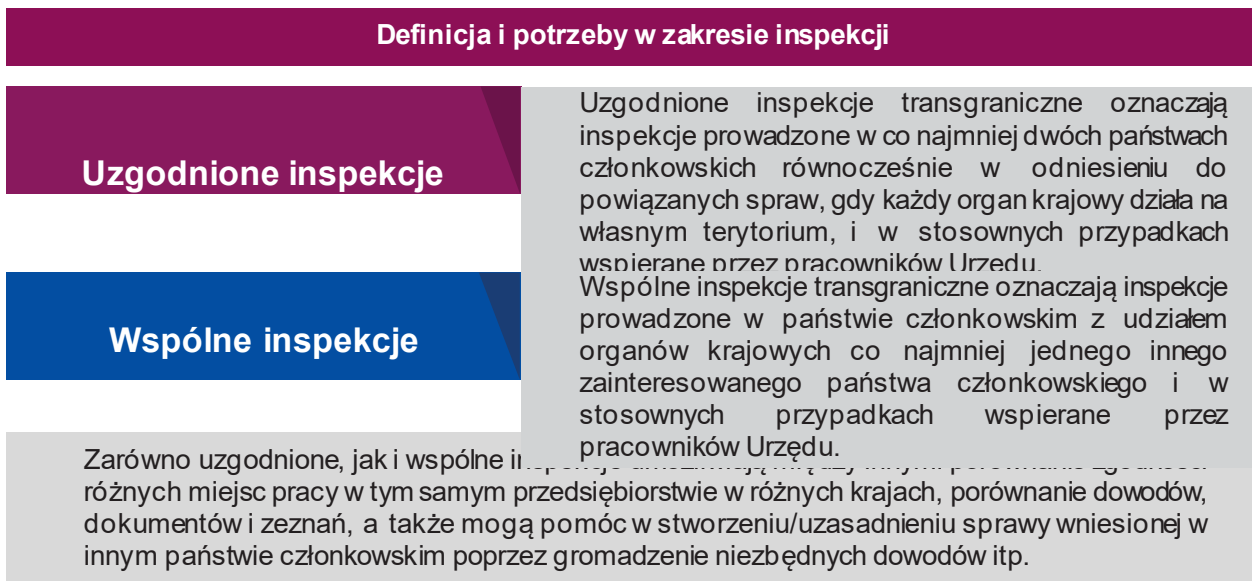 Definicja i potrzeby w zakresie inspekcji
Uzgodnione inspekcje
Uzgodnione inspekcje transgraniczne oznaczają
inspekcje prowadzone w co najmniej dwóch państwach
członkowskich równocześnie w odniesieniu do
powiązanych spraw, gdy każdy organ krajowy działa na
własnym terytorium, i w stosownych przypadkach
wspierane przez pracowników Urzędu.
Wspólne inspekcje
Wspólne inspekcje transgraniczne oznaczają inspekcje
prowadzone w państwie członkowskim z udziałem
organów krajowych co najmniej jednego innego
zainteresowanego państwa członkowskiego i w
stosownych przypadkach wspierane przez
pracowników Urzędu.
Zarówno uzgodnione, jak i wspólne
różnych miejsc pracy w tym samym przedsiębiorstwie w różnych krajach, porównanie dowodów,
dokumentów i zeznań, a także mogą pomóc w stworzeniu/uzasadnieniu sprawy wniesionej w
innym państwie członkowskim poprzez gromadzenie niezbędnych dowodów itp.